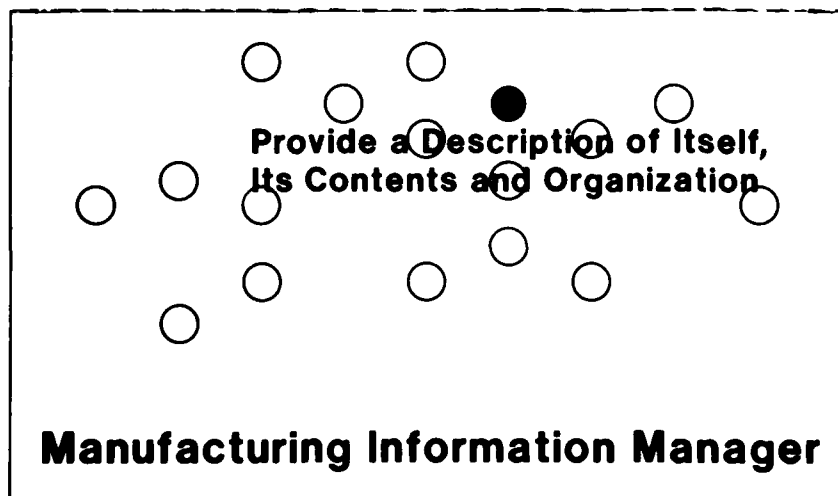 Provide a Description of Itself,
Its Contents and Organization
Manufacturing Information Manager